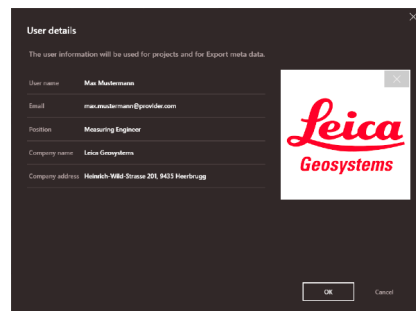 User details
The user information will be used for projects and for Export meta data.
User name Max Mustermann
Email max.mustermann@provider.com
Position Measuring Engineer
Company name Leica Geosystems
Company address Heinrich-Wild-Strasse 201, 9435 Heerbrugg
Leica
Geosystems
OK Cancel